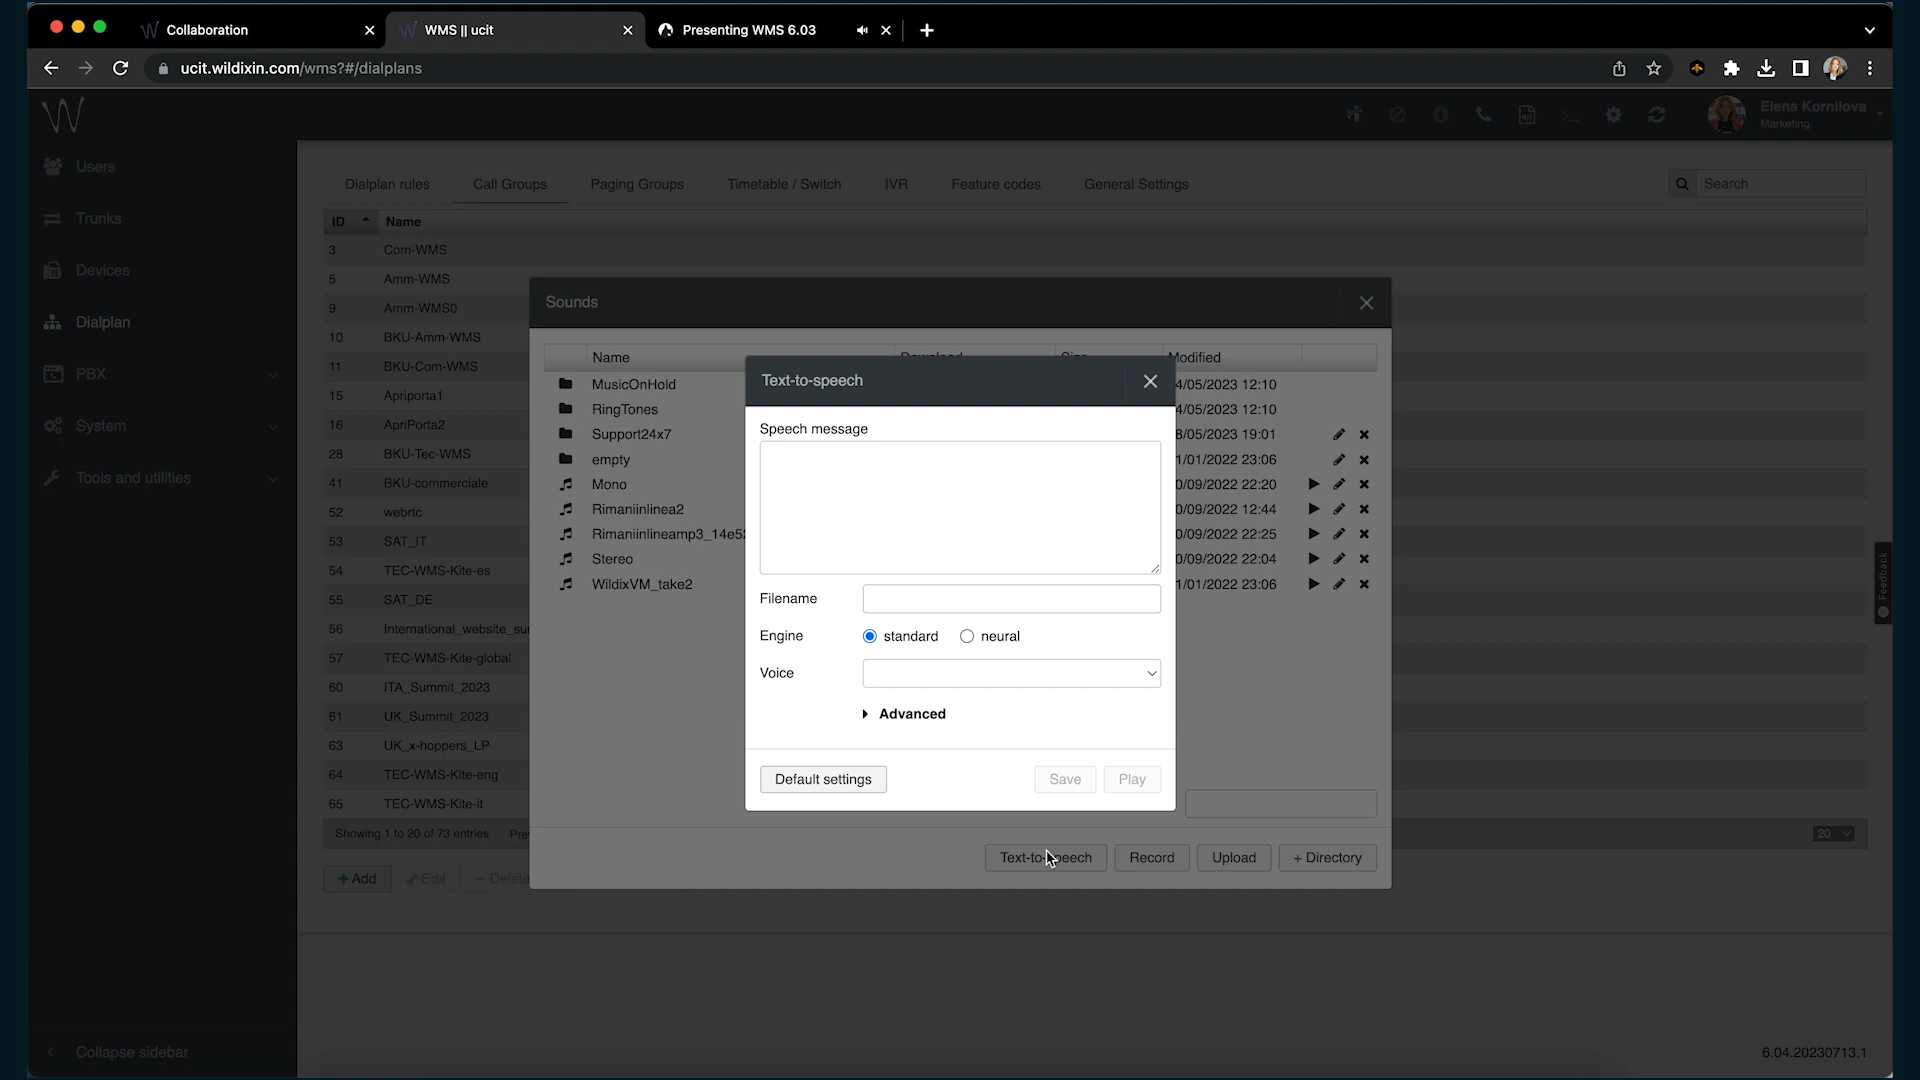 Collaboration
WMS || ucit
Presenting WMS 6.03
ucit.wildixin.com/wms?#/dialplans
Elena Kornilova
Marketing
Users
Trunks
Devices
Dialplan
PBX
System
Tools and utilities
Collapse sidebar
Dialplan rules
Call Groups
Paging Groups
Timetable / Switch
IVR
Feature codes
General Settings
Search
ID Name
3 Com-WMS
5 Amm-WMS
9 Amm-WMS0
10 BKU-Amm-WMS
11 BKU-Com-WMS
15 Apriporta1
16 ApriPorta2
28 BKU-Tec-WMS
41 BKU-commerciale
52 webrtc
53 SAT_IT
54 TEC-WMS-Kite-es
55 SAT_DE
56 International_website_su
57 TEC-WMS-Kite-global
60 ITA_Summit_2023
61 UK_Summit_2023
63 UK_x-hoppers_LP
64 TEC-WMS-Kite-eng
65 TEC-WMS-Kite-it
Showing 1 to 20 of 73 entries Pre
20
+ Add
Edit
- Delete
Sounds
Name Download Size Modified
MusicOnHold 4/05/2023 12:10
RingTones 4/05/2023 12:10
Support24x7 8/05/2023 19:01
empty 1/01/2022 23:06
Mono 0/09/2022 22:20
Rimaniinlinea2 0/09/2022 12:44
Rimaniinlineamp3_14e52 0/09/2022 22:25
Stereo 0/09/2022 22:04
WildixVM_take2 1/01/2022 23:06
Text-to-speech
Speech message
Filename
Engine
standard
neural
Voice
Advanced
Default settings
Save
Play
Text-to-speech
Record
Upload
+ Directory
Feedback
6.04.20230713.1